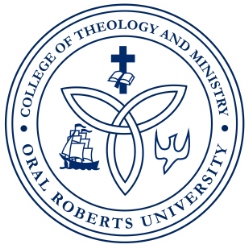 • COLLEGE OF THEOLOGY AND MINISTRY •
ORAL ROBERTS UNIVERSITY